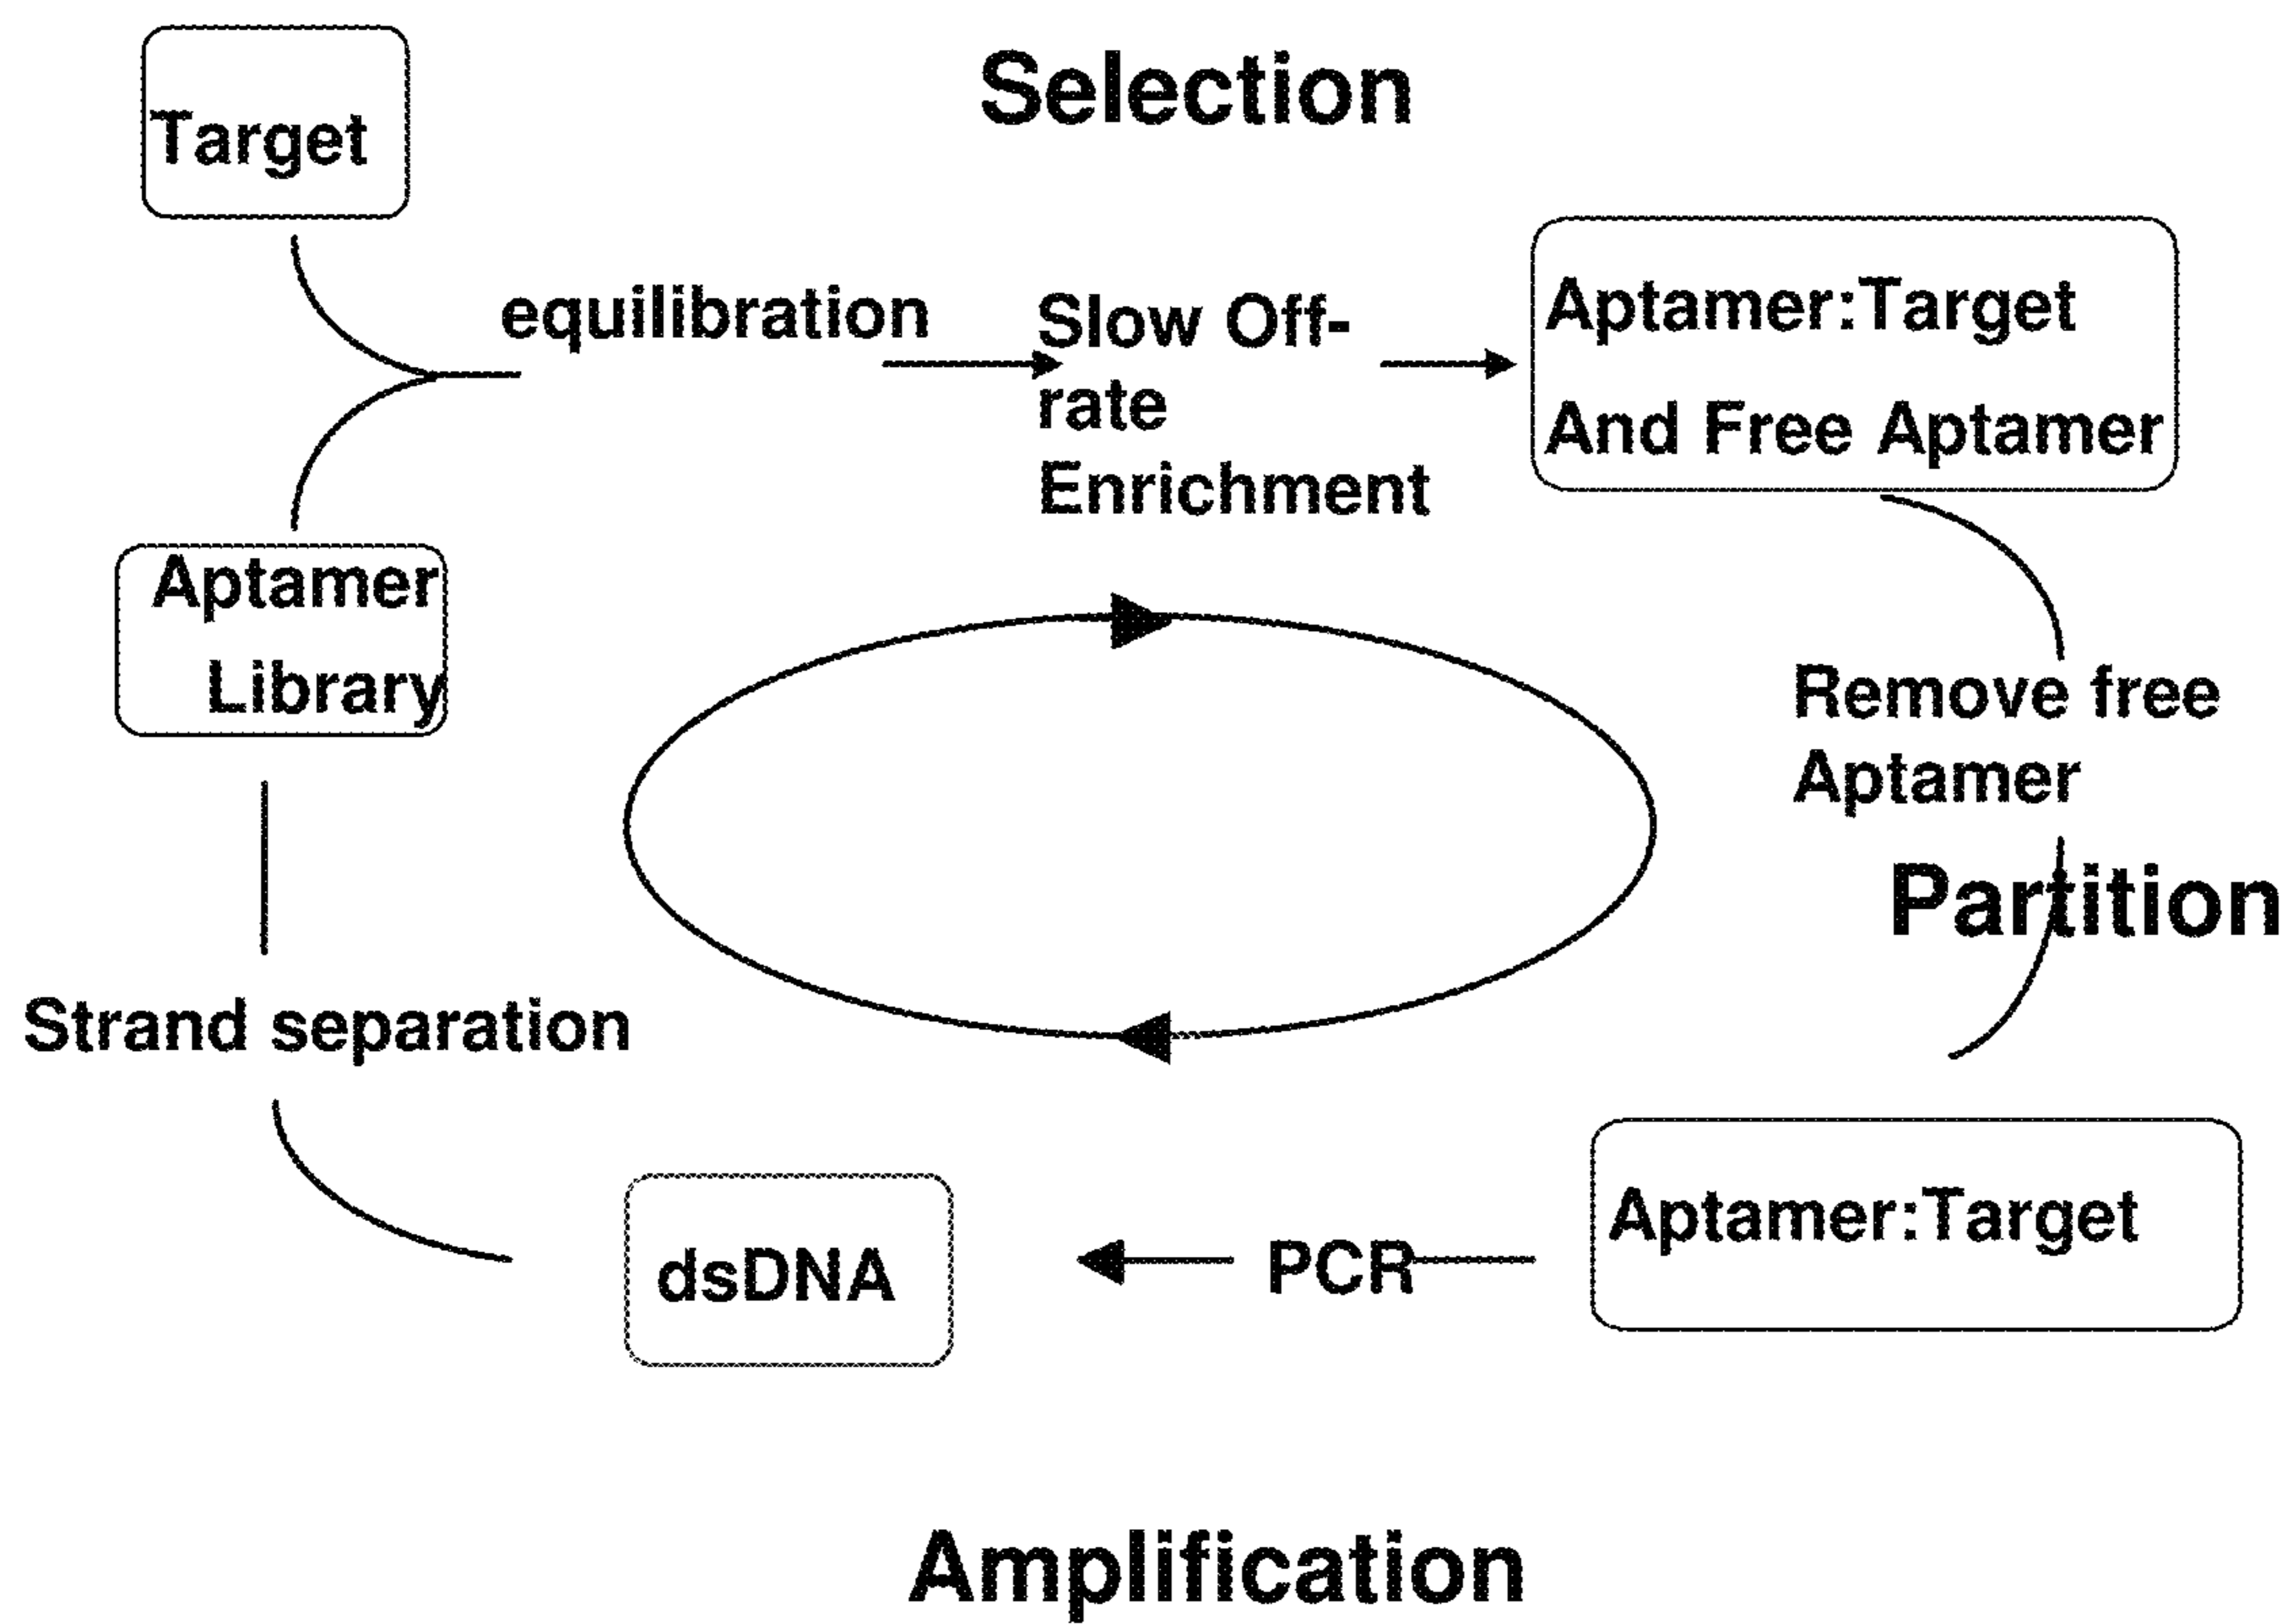 Selection
Target
equilibration
Slow Off-
rate
Enrichment
Aptamer:Target
And Free Aptamer
Aptamer
Library
Remove free
Aptamer
Partition
Strand separation
dsDNA
PCR
Aptamer:Target
Amplification